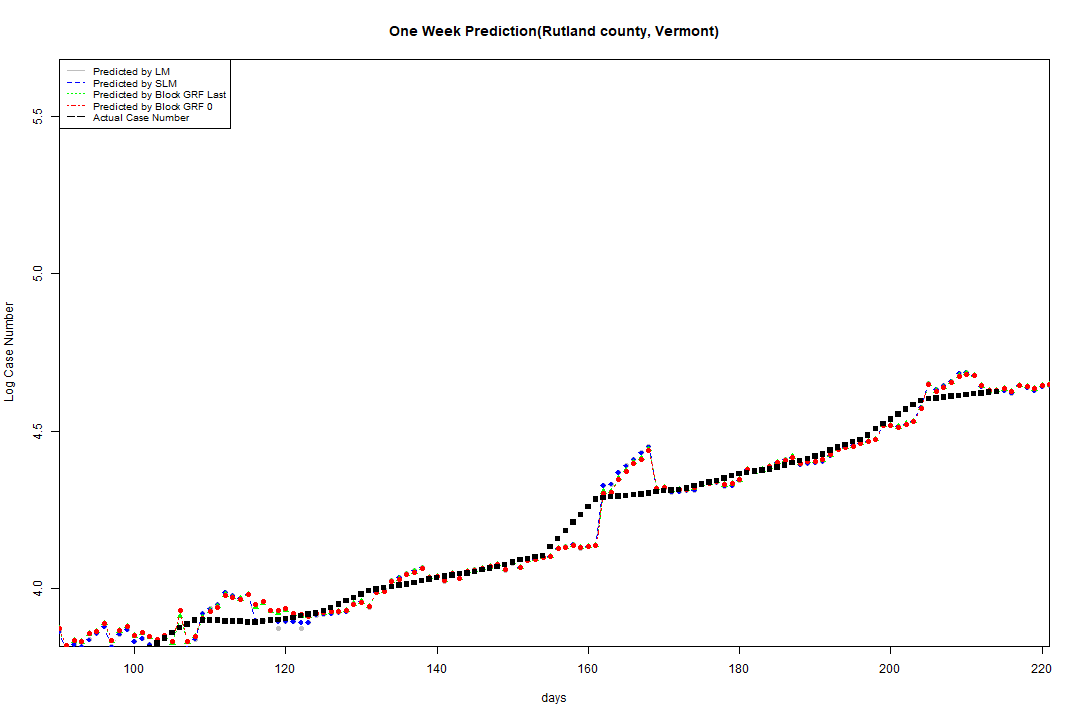 One Week Prediction(Rutland county, Vermont)
Predicted by LM
Predicted by SLM
Predicted by Block GRF Last
Predicted by Block GRF 0
Actual Case Number
5.5
5.0
4.5
4.0
Log Case Number
100 120 140 160 180 200 220
days